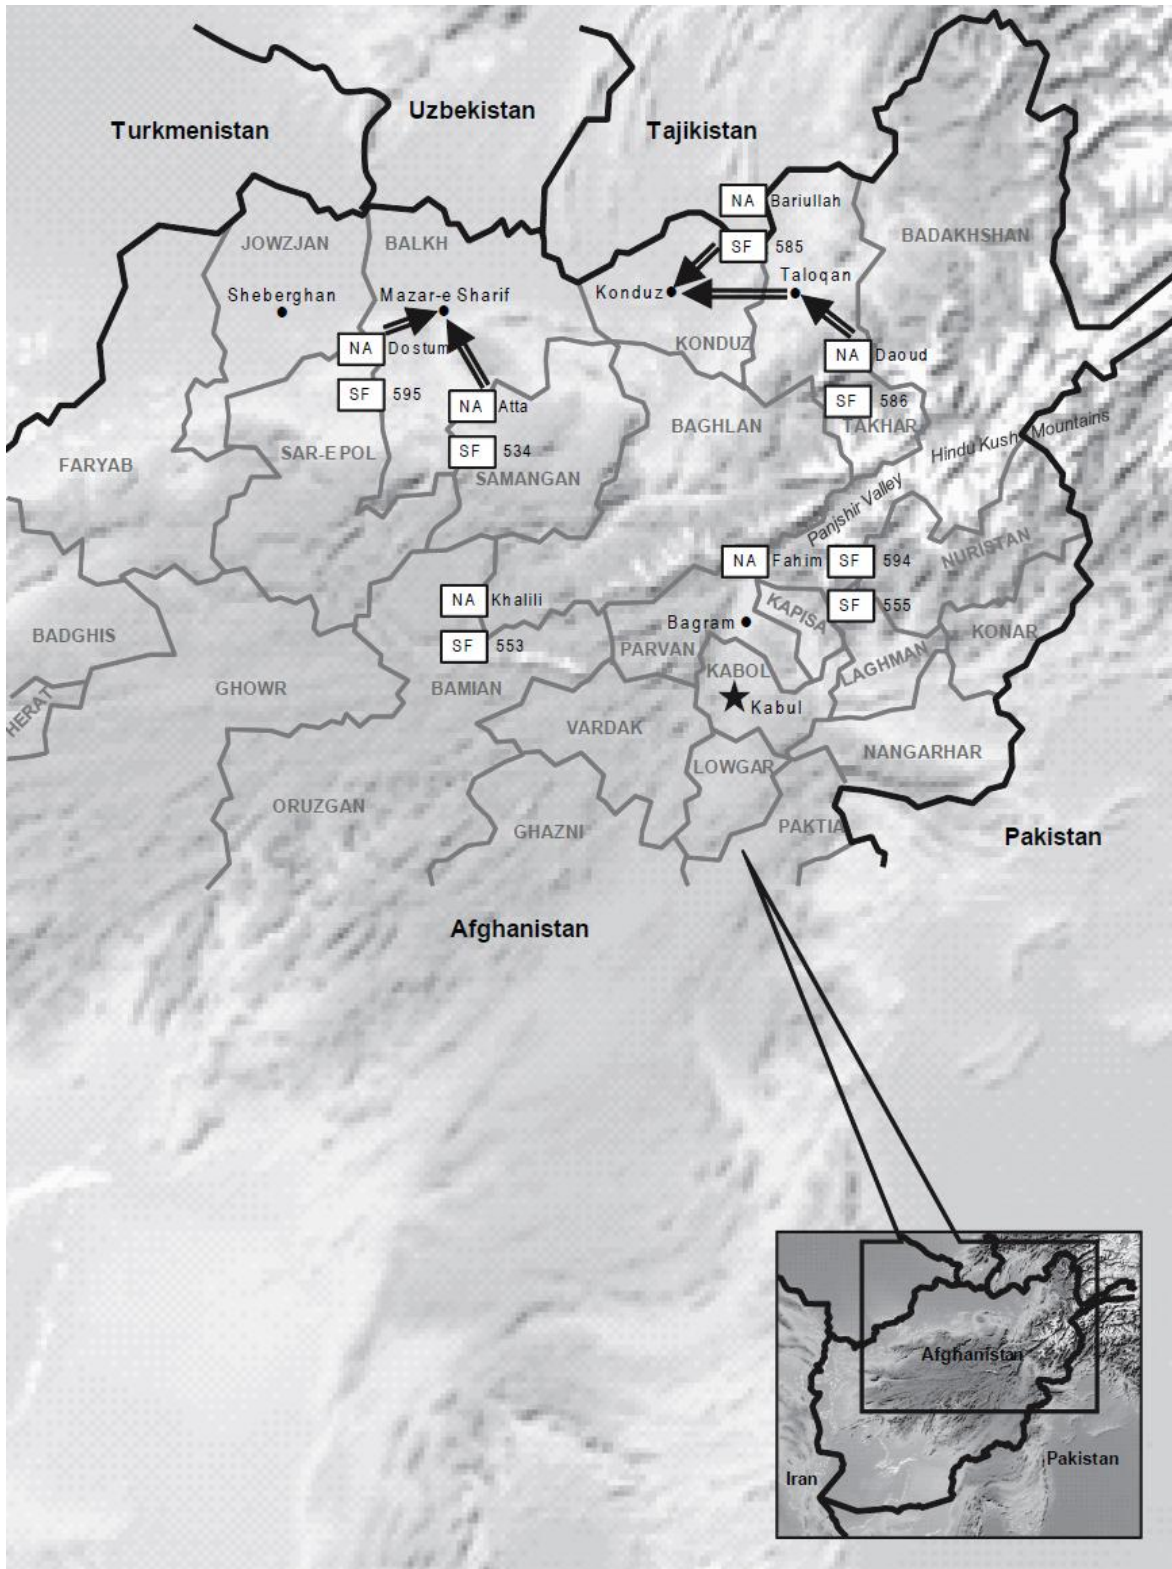 Uzbekistan
Turkmenistan
Tajikistan
NA Bariullah
JOWZJAN
BALKH
SF 585
BADAKHSHAN
Taloqan
Sheberghan
Mazar-e Sharif
Konduz
KONDUZ
NA Dostum
NA Daoud
SF 595
NA Atta
SF 586
TAKHAR
BAGHLAN
Hindu Kush Mountains
SAR-E POL
SF 534
FARYAB
SAMANGAN
Panjshir Valley
NA Fahim SF 594
NURISTAN
NA Khalili
SF 555
KAPISA
Bagram
BADGHIS
KONAR
SF 553
PARVAN
LAGHMAN
KABOL
GHOWR
BAMIAN
HERAT
Kabul
VARDAK
NANGARHAR
LOWGAR
ORUZGAN
GHAZNI
PAKTIA
Pakistan
Afghanistan
Afghanistan
Pakistan
Iran